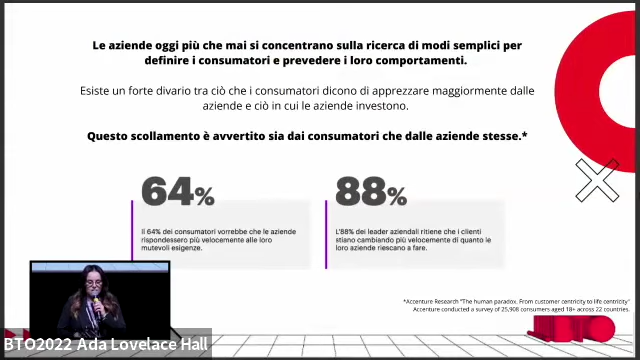 Le aziende oggi più che mai si concentrano sulla ricerca di modi semplici per
definire i consumatori e prevedere i loro comportamenti.
Esiste un forte divario tra ciò che i consumatori dicono di apprezzare maggiormente dalle
aziende e ciò in cui le aziende investono.
Questo scollamento è avvertito sia dai consumatori che dalle aziende stesse.*
64%
Il 64% dei consumatori vorrebbe che le aziende
rispondessero più velocemente alle loro
mutevoli esigenze.
88%
L'88% dei leader aziendali ritiene che i clienti
stiano cambiando più velocemente di quanto le
loro aziende riescano a fare.
*Accenture Research "The human paradox. From customer centricity to life centricity"
Accenture conducted a survey of 25,908 consumers aged 18+ across 22 countries.
BTO
BTO2022 Ada Lovelace Hall